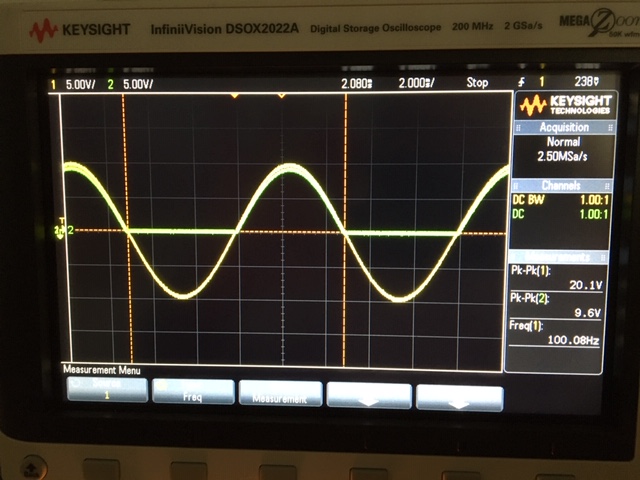 KEYSIGHT InfiniiVision DSOX2022A Digital Storage Oscilloscope 200 MHz 2 GSa/s MEGA Zoom
1 5.00V/ 2 5.00V/ 2.080s 2.000s/ Stop 1 238
KEYSIGHT
TECHNOLOGIES
Acquisition
Normal
2.50MSa/s
Channels
DC BW 1.00:1
DC 1.00:1
Measurements
Pk-Pk(1):
20.1V
Pk-Pk(2):
9.6V
Freq(1):
100.08Hz
T
2
Measurement Menu
Source
1
Freq
Measurement